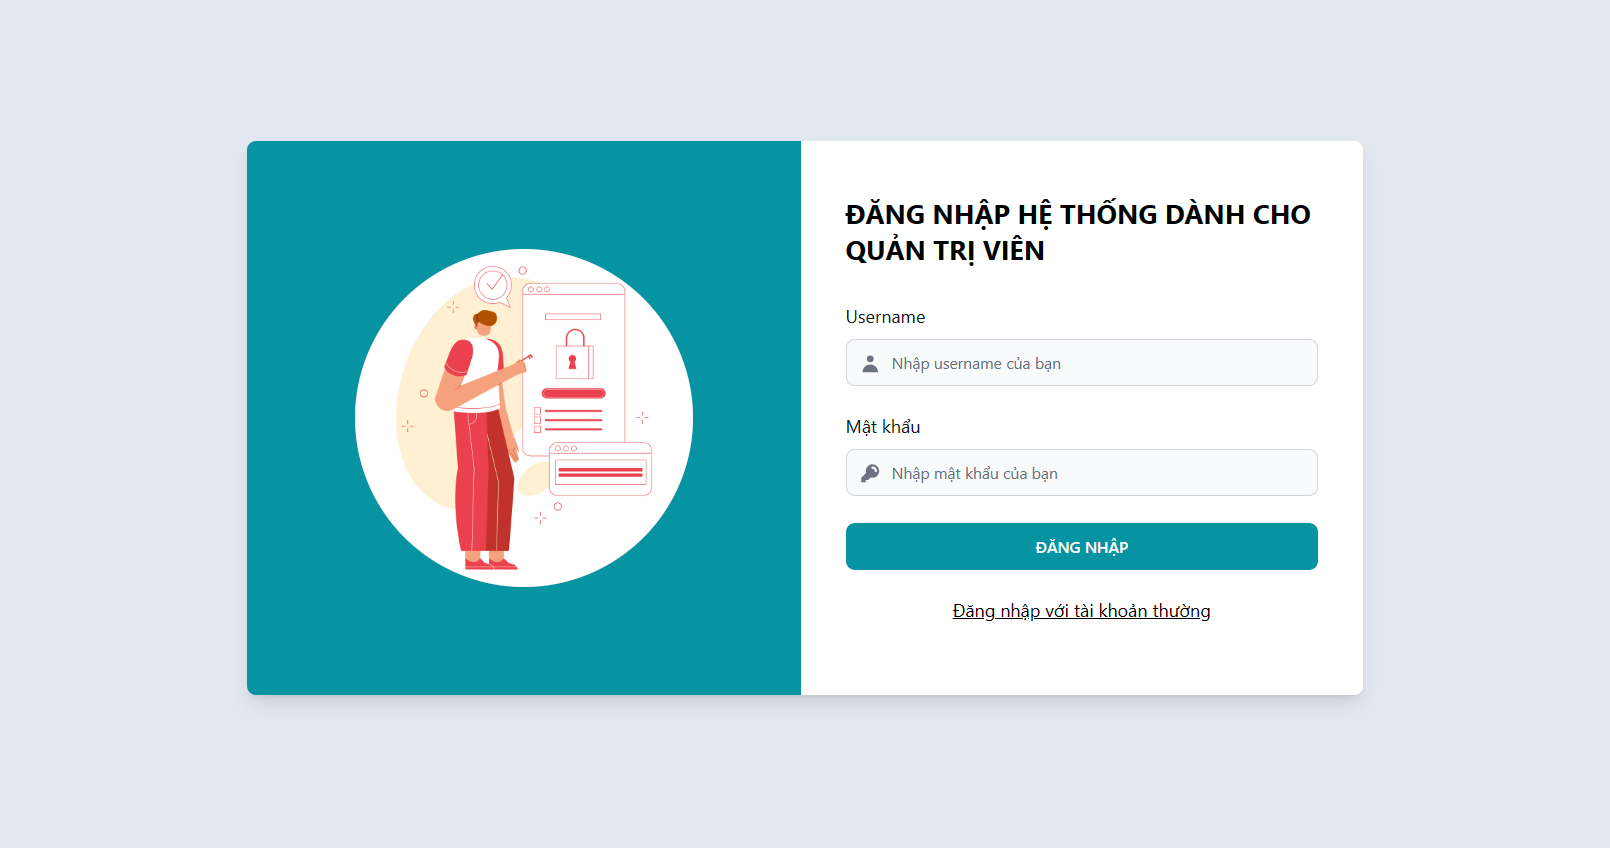 ĐĂNG NHẬP HỆ THỐNG DÀNH CHO
QUẢN TRỊ VIÊN
Username
Nhập username của bạn
Mật khẩu
Nhập mật khẩu của bạn
ĐĂNG NHẬP
Đăng nhập với tài khoản thường